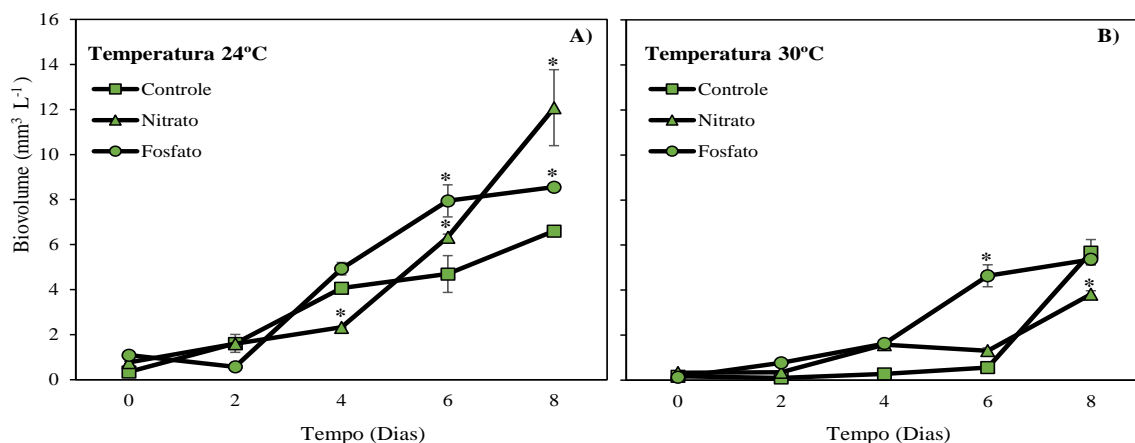 16
14
12
10
8
6
4
2
0
Biovolume (mm³ L⁻¹)
A)
Temperatura 24ºC
Controle
Nitrato
Fosfato
*
*
*
*
*
0 2 4 6 8
Tempo (Dias)
B)
Temperatura 30ºC
Controle
Nitrato
Fosfato
*
*
0 2 4 6 8
Tempo (Dias)